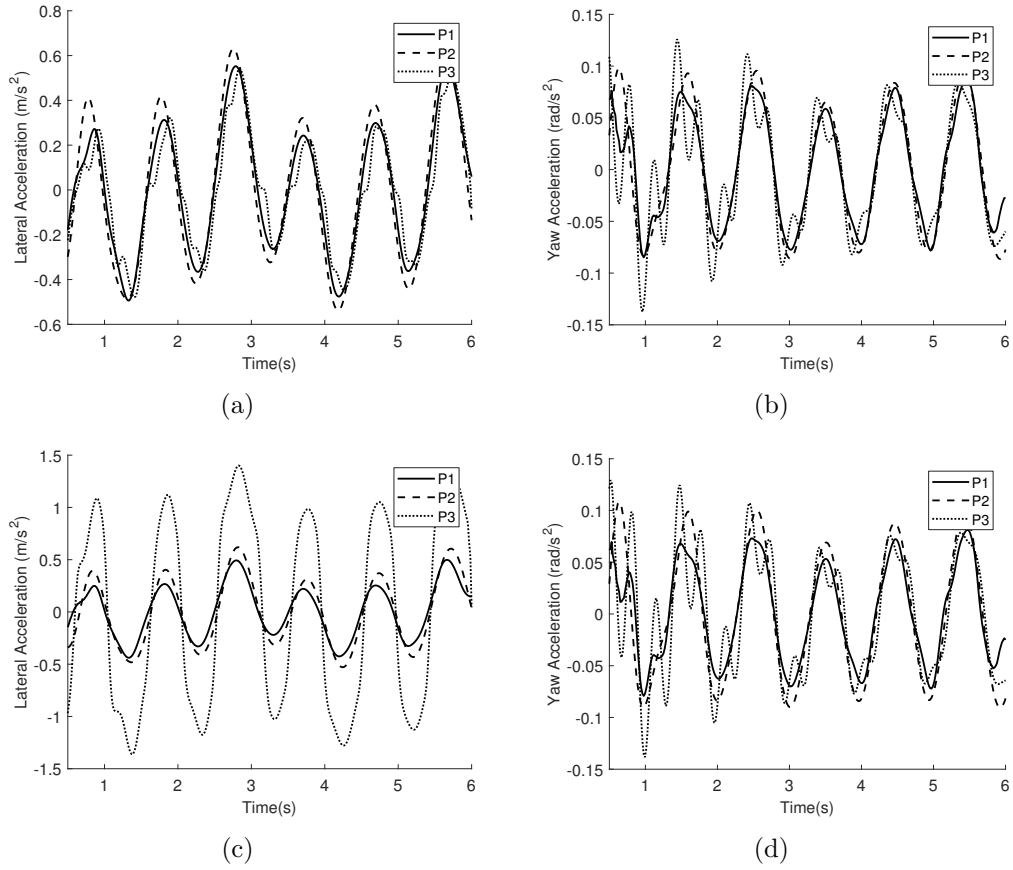 0.8
0.6
0.4
0.2
0
-0.2
-0.4
-0.6
Lateral Acceleration (m/s²)
P1
P2
P3
1 2 3 4 5 6
Time(s)
(a)
0.15
0.1
0.05
0
-0.05
-0.1
-0.15
Yaw Acceleration (rad/s²)
P1
P2
P3
1 2 3 4 5 6
Time(s)
(b)
1.5
1
0.5
0
-0.5
-1
-1.5
Lateral Acceleration (m/s²)
P1
P2
P3
1 2 3 4 5 6
Time(s)
(c)
0.15
0.1
0.05
0
-0.05
-0.1
-0.15
Yaw Acceleration (rad/s²)
P1
P2
P3
1 2 3 4 5 6
Time(s)
(d)